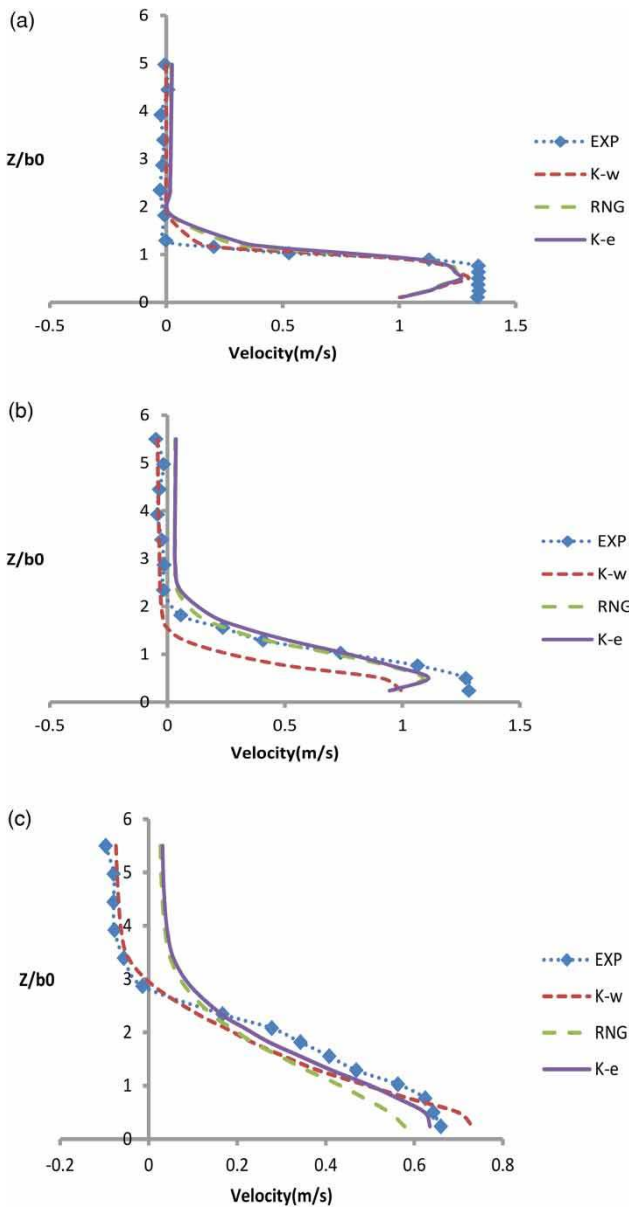 (a)
6
5
4
3
2
1
0
Z/b0
-0.5
0
0.5
1
1.5
Velocity(m/s)
EXP
K-w
RNG
K-e
(b)
6
5
4
3
2
1
0
Z/b0
-0.5
0
0.5
1
1.5
Velocity(m/s)
EXP
K-w
RNG
K-e
(c)
6
5
4
3
2
1
0
Z/b0
-0.2
0
0.2
0.4
0.6
0.8
Velocity(m/s)
EXP
K-w
RNG
K-e